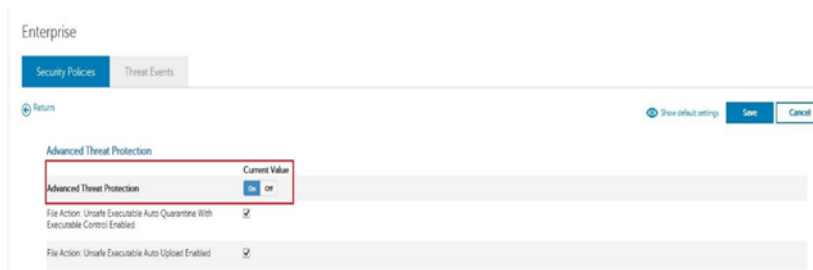 Enterprise
Security Policies
Threat Events
Return
Show default settings
Save
Cancel
Advanced Threat Protection
Current Value
Advanced Threat Protection
On
Off
File Action: Unsafe Executable Auto Quarantine With
Executable Control Enabled
File Action: Unsafe Executable Auto Upload Enabled